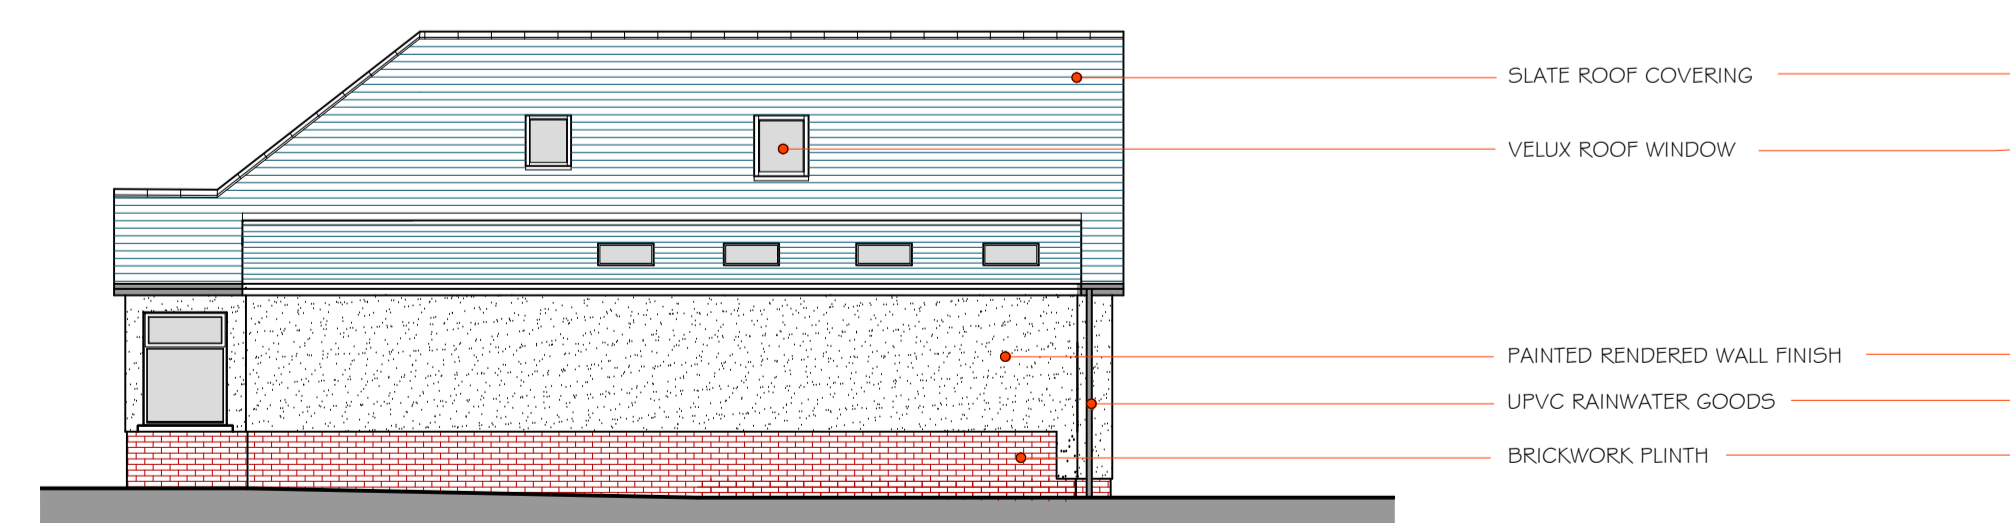 SLATE ROOF COVERING
VELUX ROOF WINDOW
PAINTED RENDERED WALL FINISH
UPVC RAINWATER GOODS
BRICKWORK PLINTH